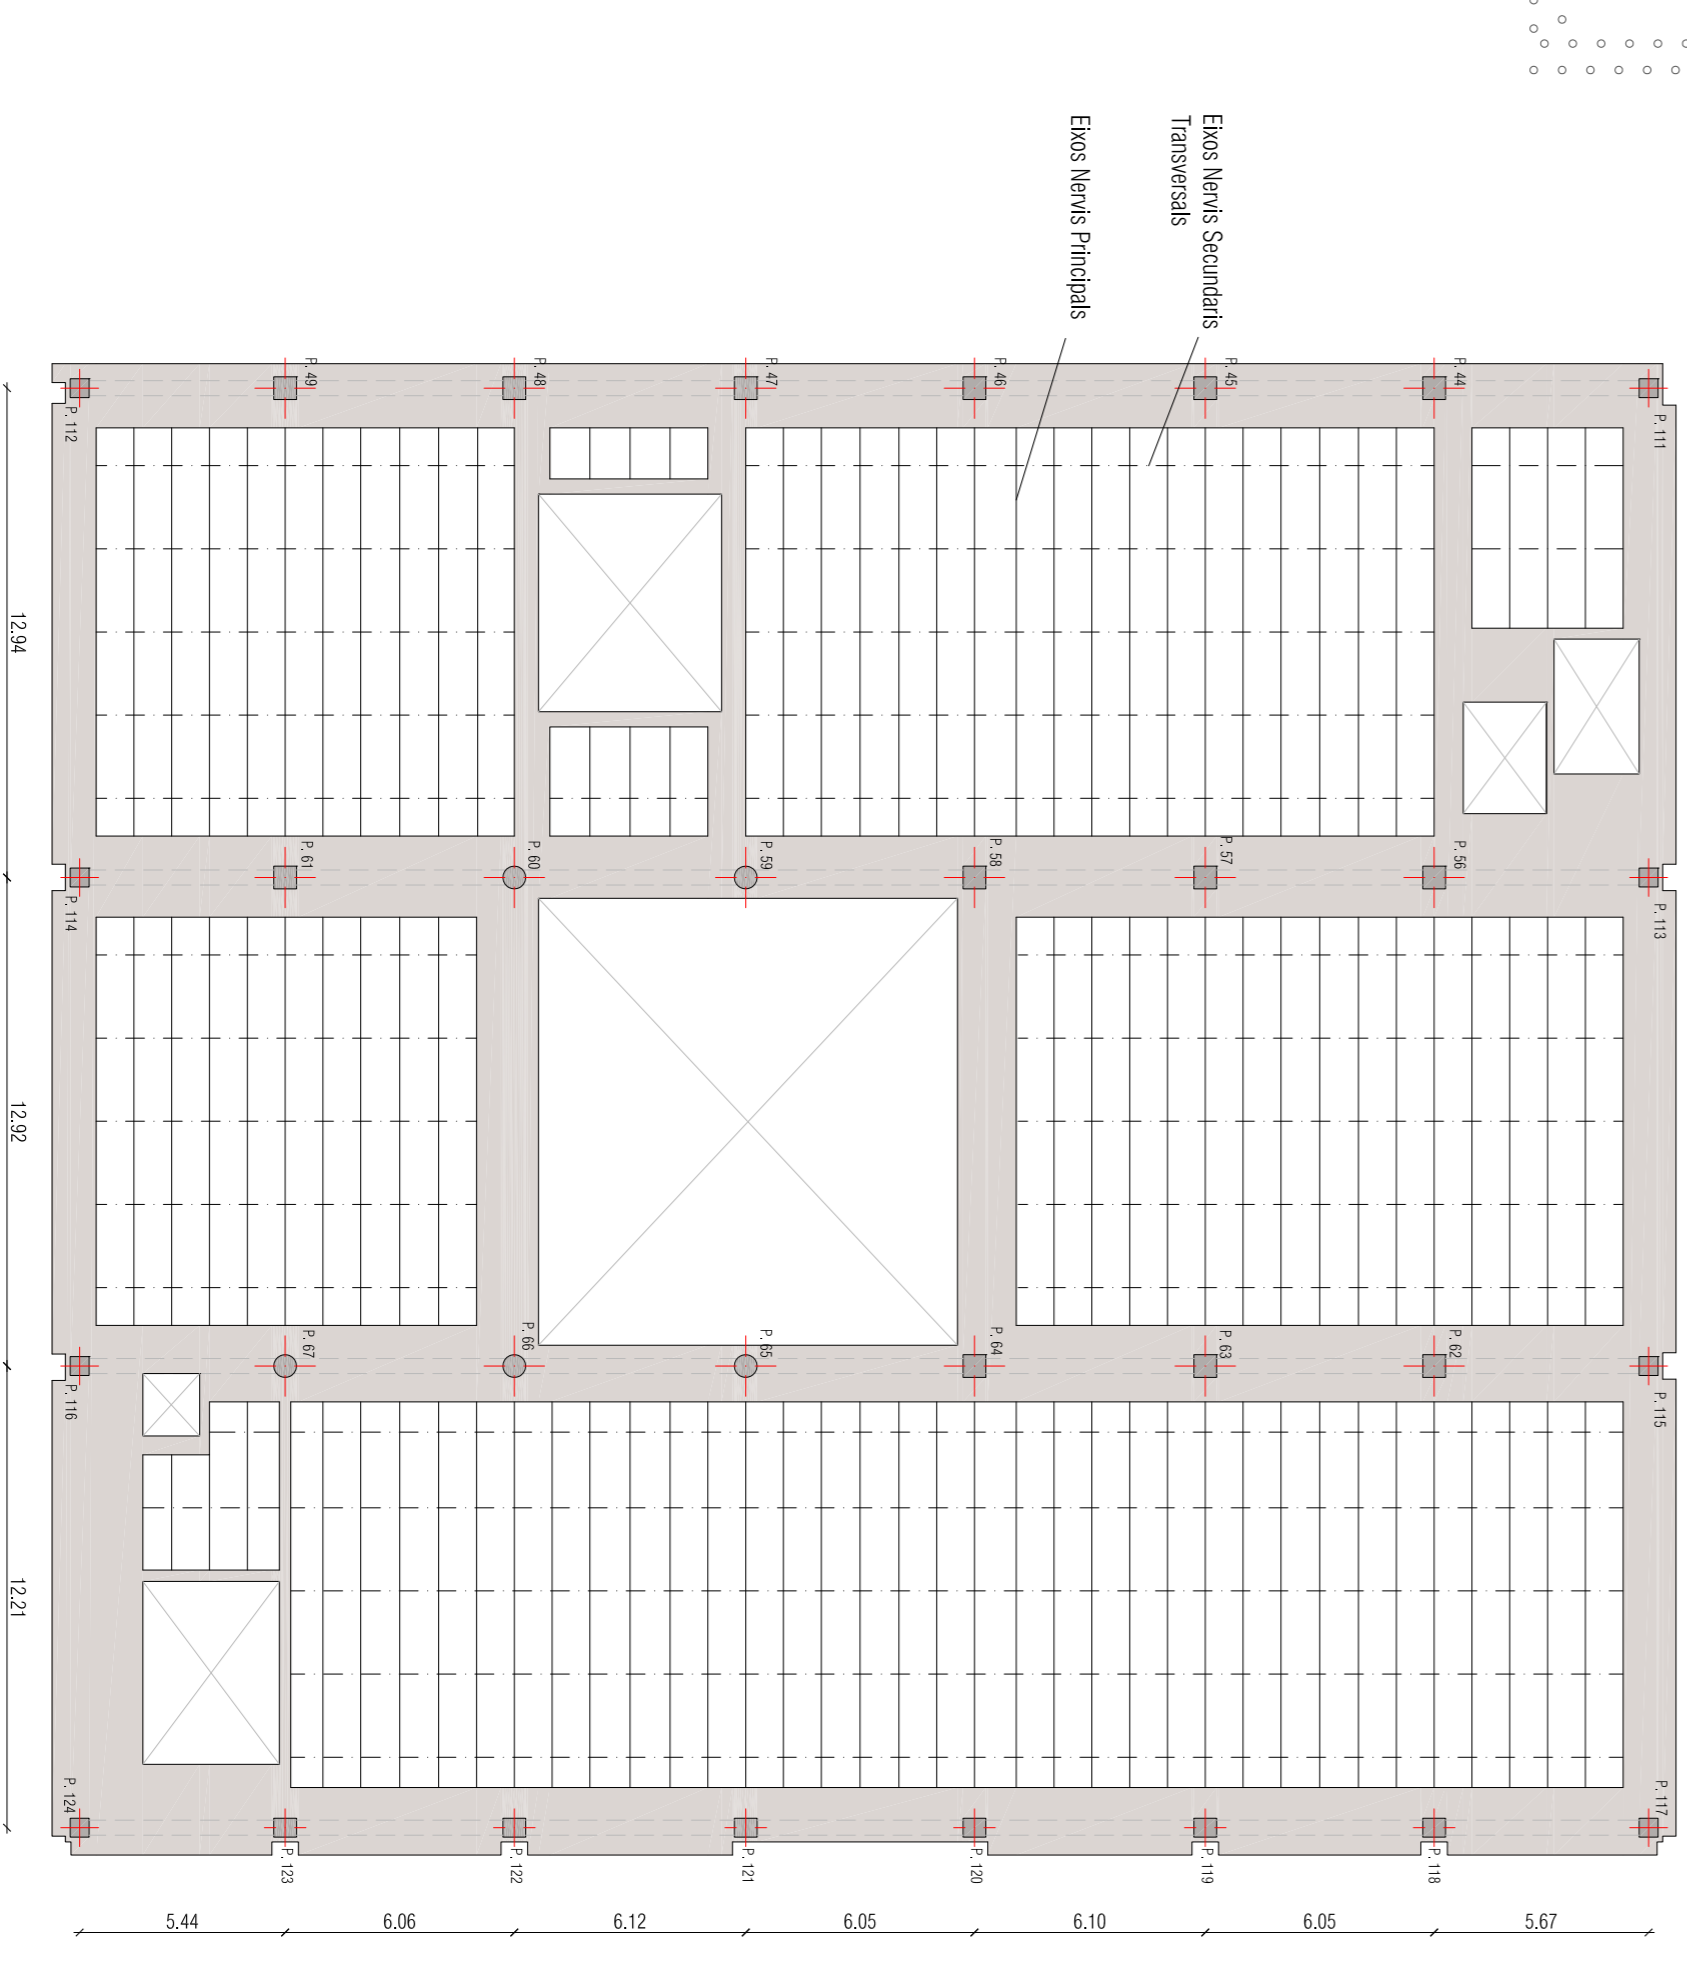 Eixos Nervis Secundaris
Transversals
Eixos Nervis Principals
P. 112
P. 49
P. 48
P. 47
P. 46
P. 45
P. 44
P. 111
12.94
P. 114
P. 61
P. 60
P. 59
P. 58
P. 57
P. 56
P. 113
12.92
P. 116
P. 67
P. 66
P. 65
P. 64
P. 63
P. 62
P. 115
12.21
P. 124
P. 123
P. 122
P. 121
P. 120
P. 119
P. 118
P. 117
5.44
6.06
6.12
6.05
6.10
6.05
5.67